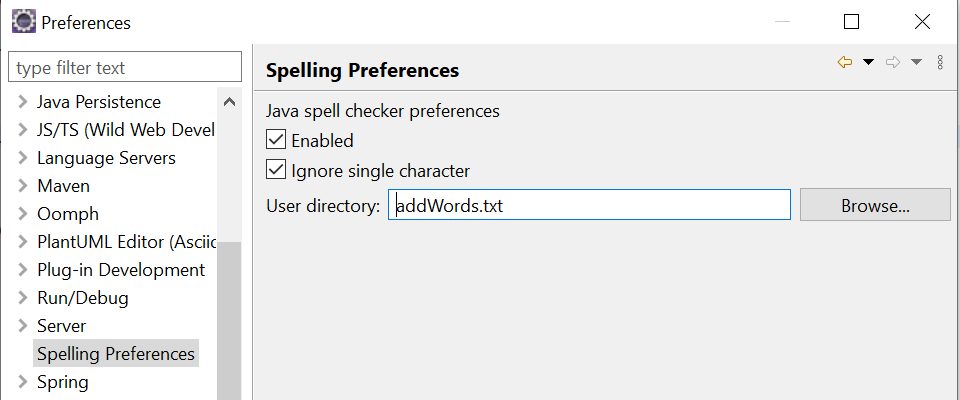 Preferences
type filter text
Java Persistence
JS/TS (Wild Web Devel
Language Servers
Maven
Oomph
PlantUML Editor (Asciic
Plug-in Development
Run/Debug
Server
Spelling Preferences
Spring
Spelling Preferences
Java spell checker preferences
Enabled
Ignore single character
User directory: addWords.txt Browse...